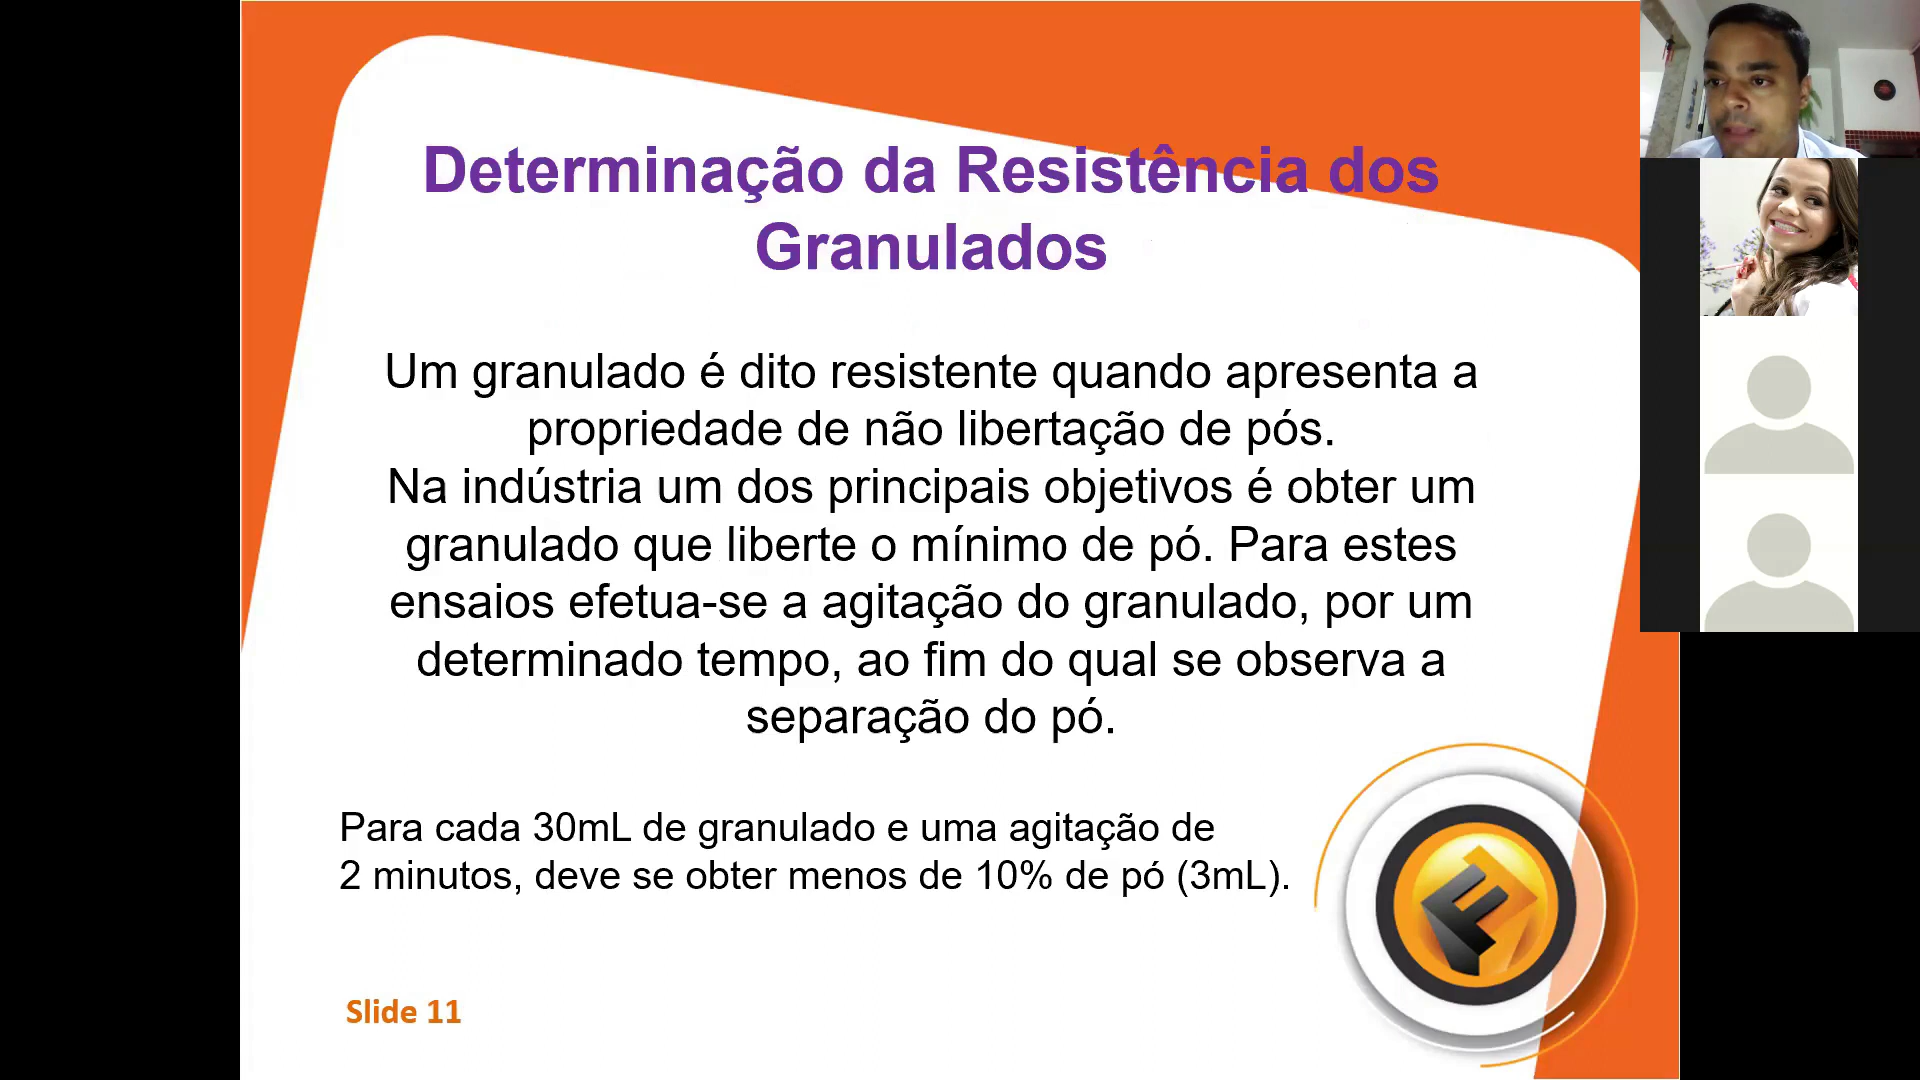 Determinação da Resistência dos
Granulados
Um granulado é dito resistente quando apresenta a
propriedade de não libertação de pós.
Na indústria um dos principais objetivos é obter um
granulado que liberte o mínimo de pó. Para estes
ensaios efetua-se a agitação do granulado, por um
determinado tempo, ao fim do qual se observa a
separação do pó.
Para cada 30mL de granulado e uma agitação de
2 minutos, deve se obter menos de 10% de pó (3mL).
Slide 11